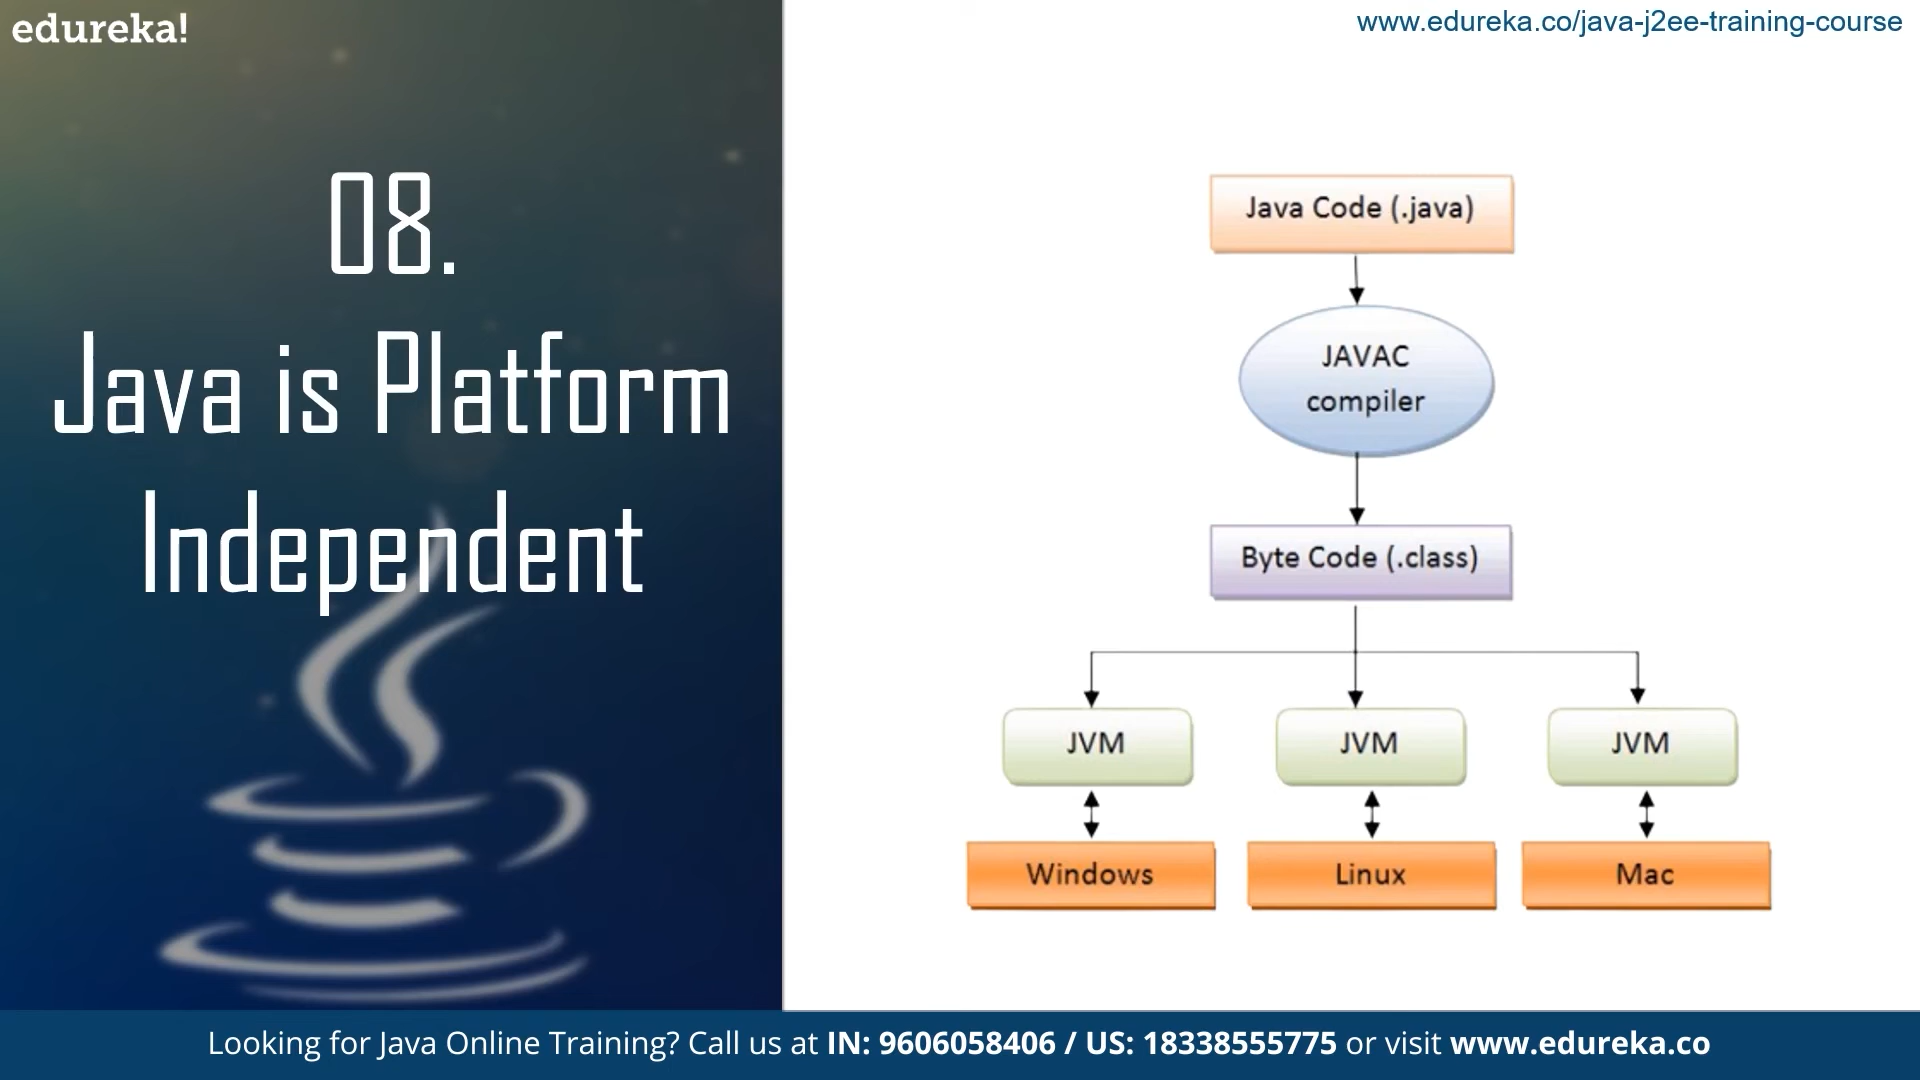 edureka!
www.edureka.co/java-j2ee-training-course
08.
Java is Platform
Independent
Java Code (.java)
JAVAC
compiler
Byte Code (.class)
JVM
JVM
JVM
Windows
Linux
Mac
Looking for Java Online Training? Call us at IN: 9606058406 / US: 18338555775 or visit www.edureka.co